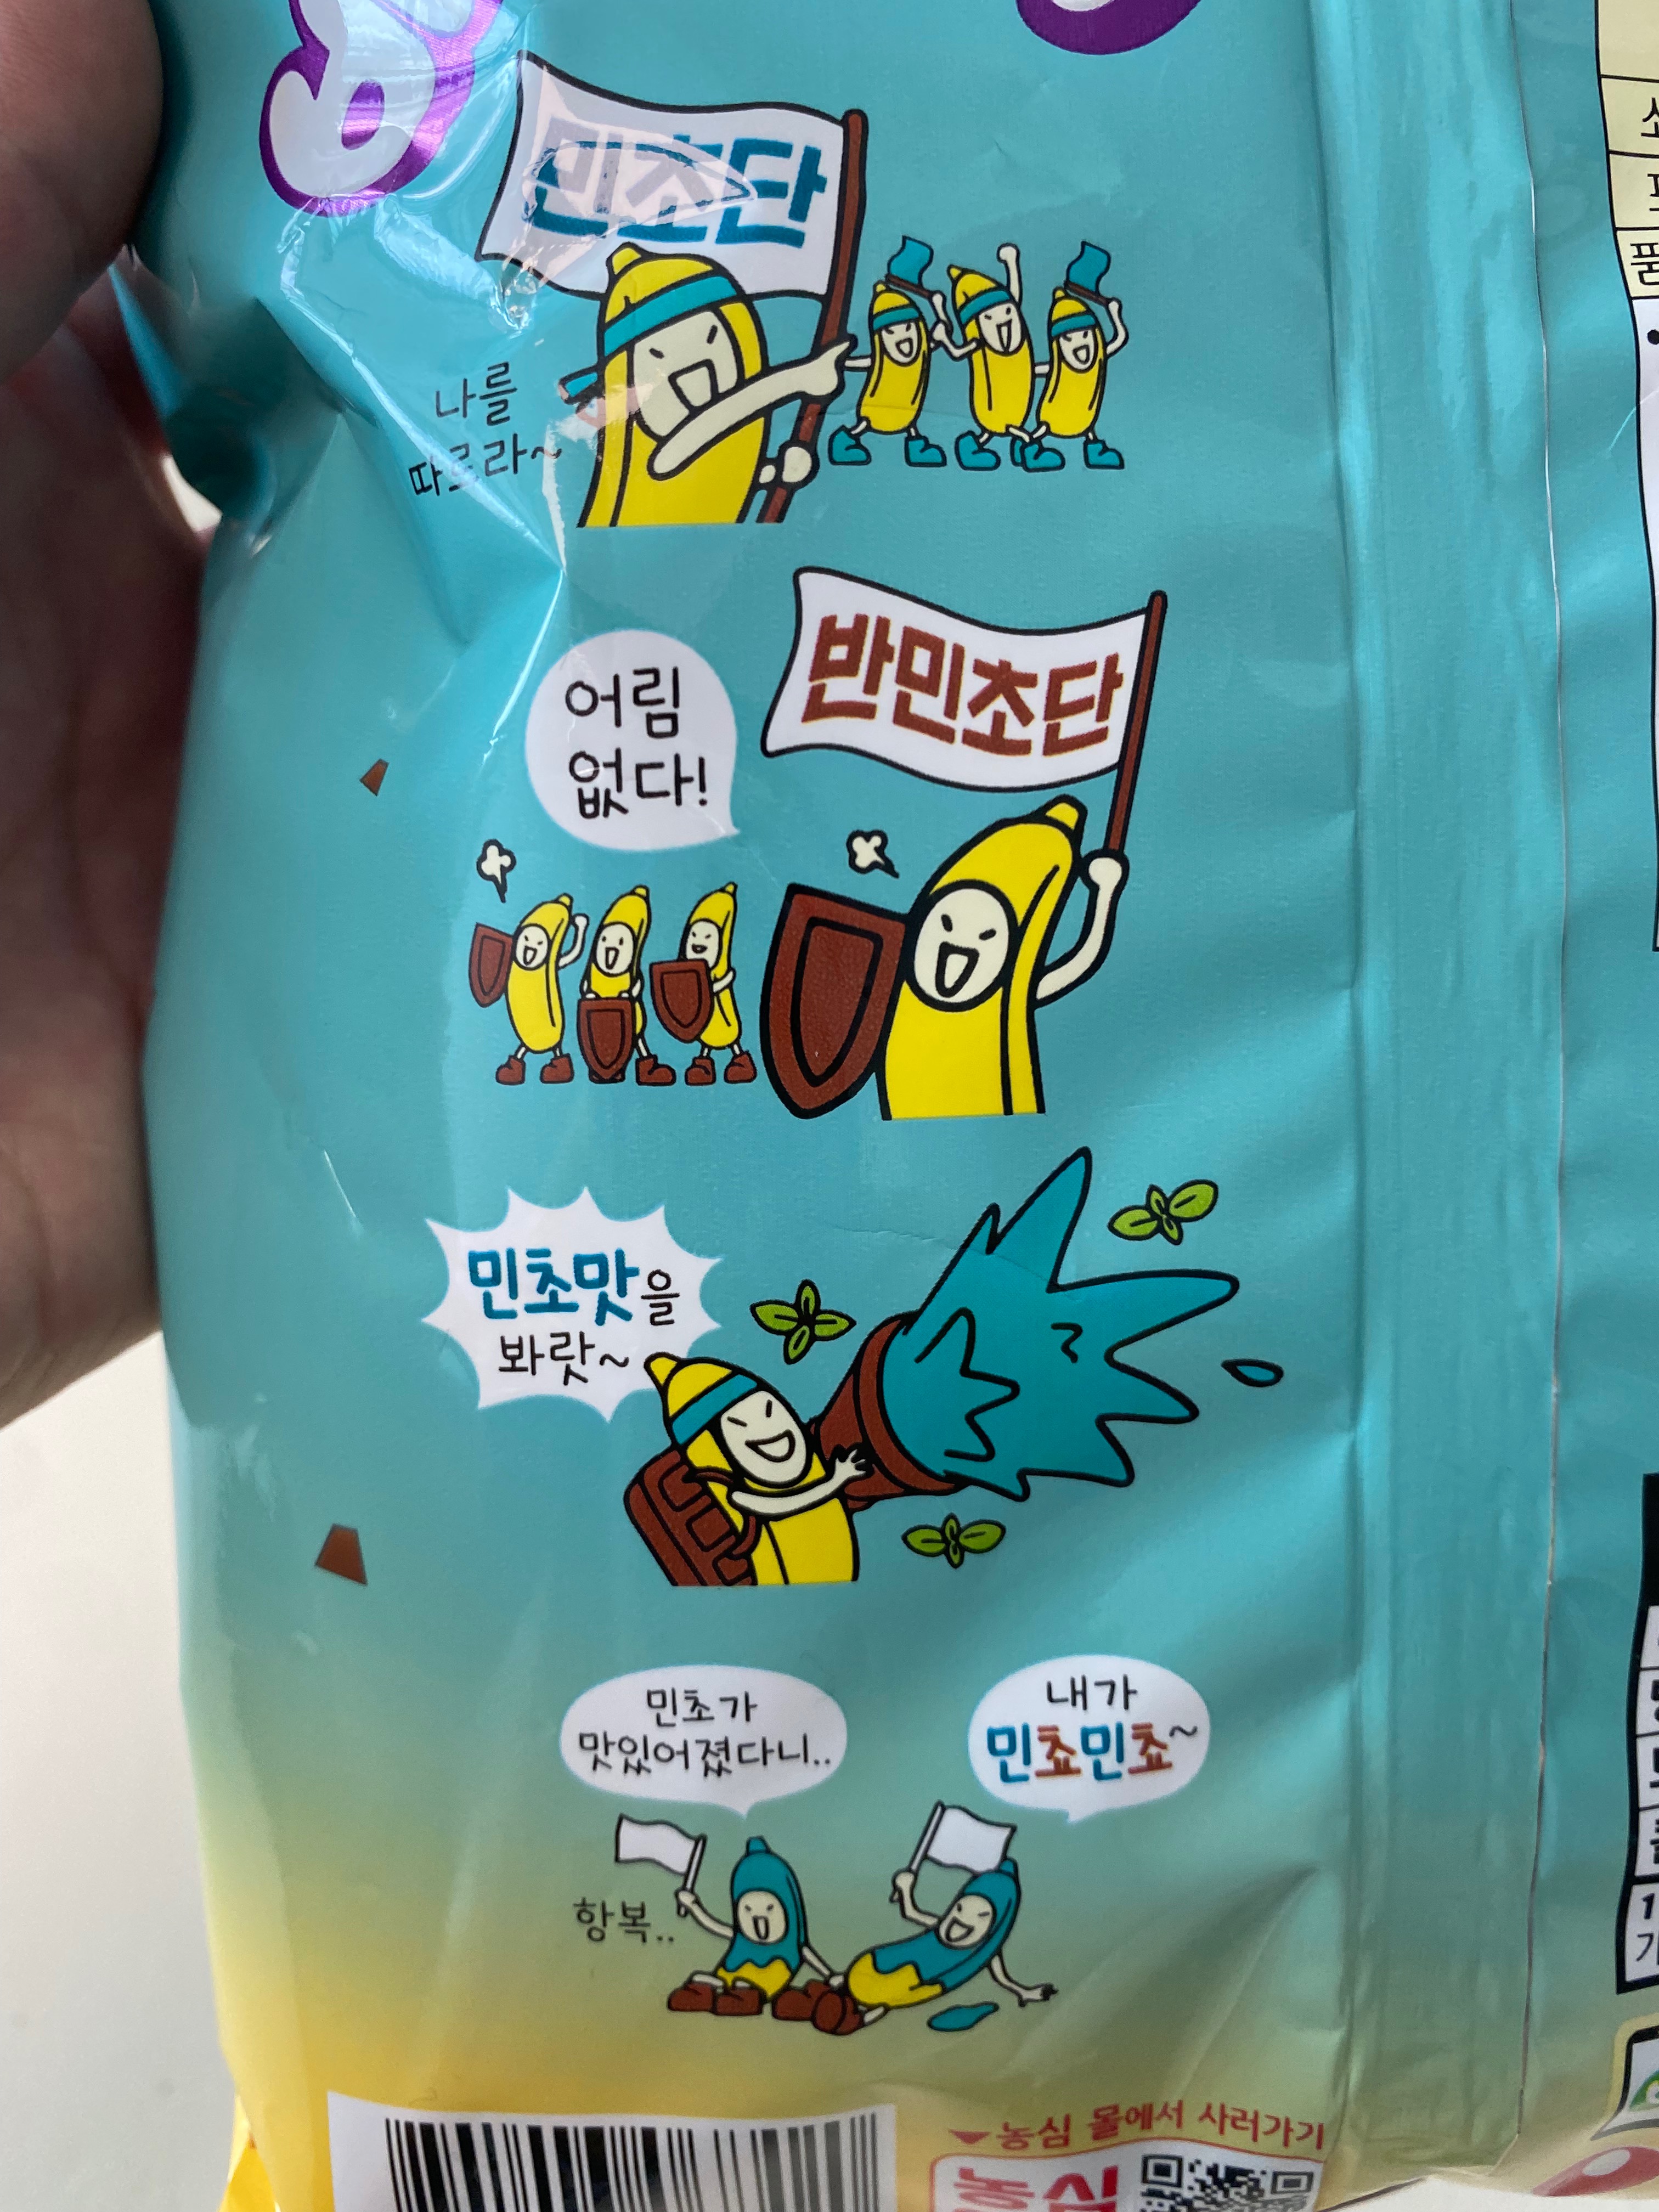 민초단
나를
따르라~
반민초단
어림
없다!
민초맛을
봐랏~
민초가
맛있어졌다니..
내가
민쵸민쵸~
항복..
농심 몰에서 사러가기
농심
품
1